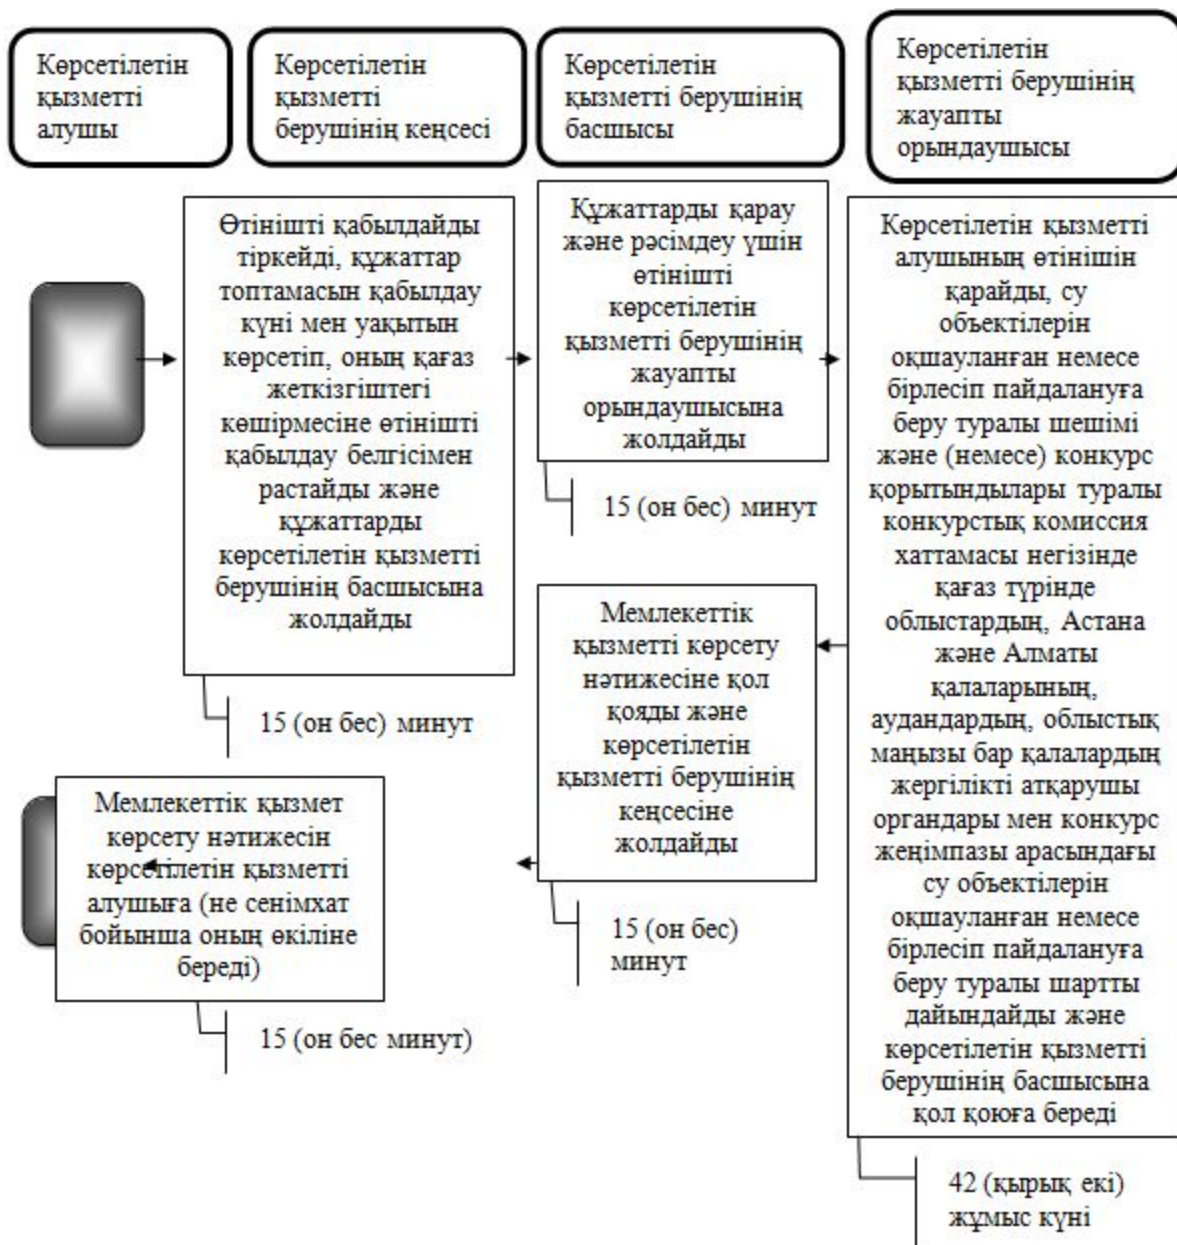 Көрсетілетін
қызметті
алушы
Көрсетілетін
қызметті
берушінің кеңсесі
Көрсетілетін
қызметті берушінің
басшысы
Көрсетілетін
қызметті берушінің
жауапты
орындаушысы
Өтінішті қабылдайды
тіркейді, құжаттар
топтамасын қабылдау
күні мен уақытын
көрсетіп, оның қағаз
жеткізгіштегі
көшірмесіне өтінішті
қабылдау белгісімен
растайды және
құжаттарды
көрсетілетін қызметті
берушінің басшысына
жолдайды
15 (он бес) минут
Құжаттарды қарау
және рәсімдеу үшін
өтінішті
көрсетілетін
қызметті берушінің
жауапты
орындаушысына
жолдайды
15 (он бес) минут
Көрсетілетін қызметті
алушының өтінішін
қарайды, су
объектілерін
оқшауланған немесе
бірлесіп пайдалануға
беру туралы шешімі
және (немесе) конкурс
қорытындылары туралы
конкурстық комиссия
хаттамасы негізінде
қағаз түрінде
облыстардың, Астана
және Алматы
қалаларының,
аудандардың, облыстық
маңызы бар қалалардың
жергілікті атқарушы
органдары мен конкурс
жеңімпазы арасындағы
су объектілерін
оқшауланған немесе
бірлесіп пайдалануға
беру туралы шартты
дайындайды және
көрсетілетін қызметті
берушінің басшысына
қол қоюға береді
42 (қырық екі)
жұмыс күні
Мемлекеттік
қызметті көрсету
нәтижесіне қол
қояды және
көрсетілетін
қызметті берушінің
кеңсесіне
жолдайды
15 (он бес)
минут
Мемлекеттік қызмет
көрсету нәтижесін
көрсетілетін қызметті
алушыға (не сенімхат
бойынша оның өкіліне
береді)
15 (он бес минут)